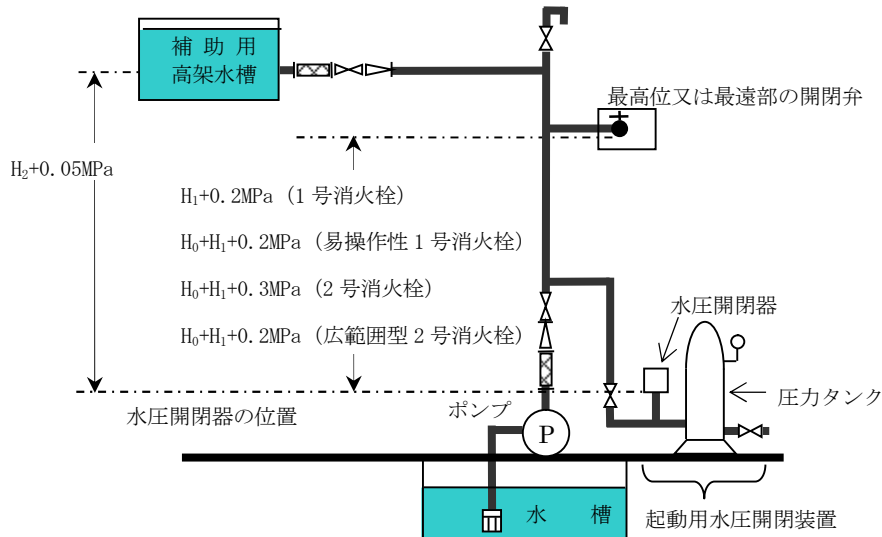 補助用
高架水槽
最高位又は最遠部の開閉弁
H₂+0.05MPa
H₁+0.2MPa（1号消火栓）
H₀+H₁+0.2MPa（易操作性1号消火栓）
H₀+H₁+0.3MPa（2号消火栓）
H₀+H₁+0.2MPa（広範囲型2号消火栓）
水圧開閉器
圧力タンク
水圧開閉器の位置
ポンプ
P
水　槽
起動用水圧開閉装置